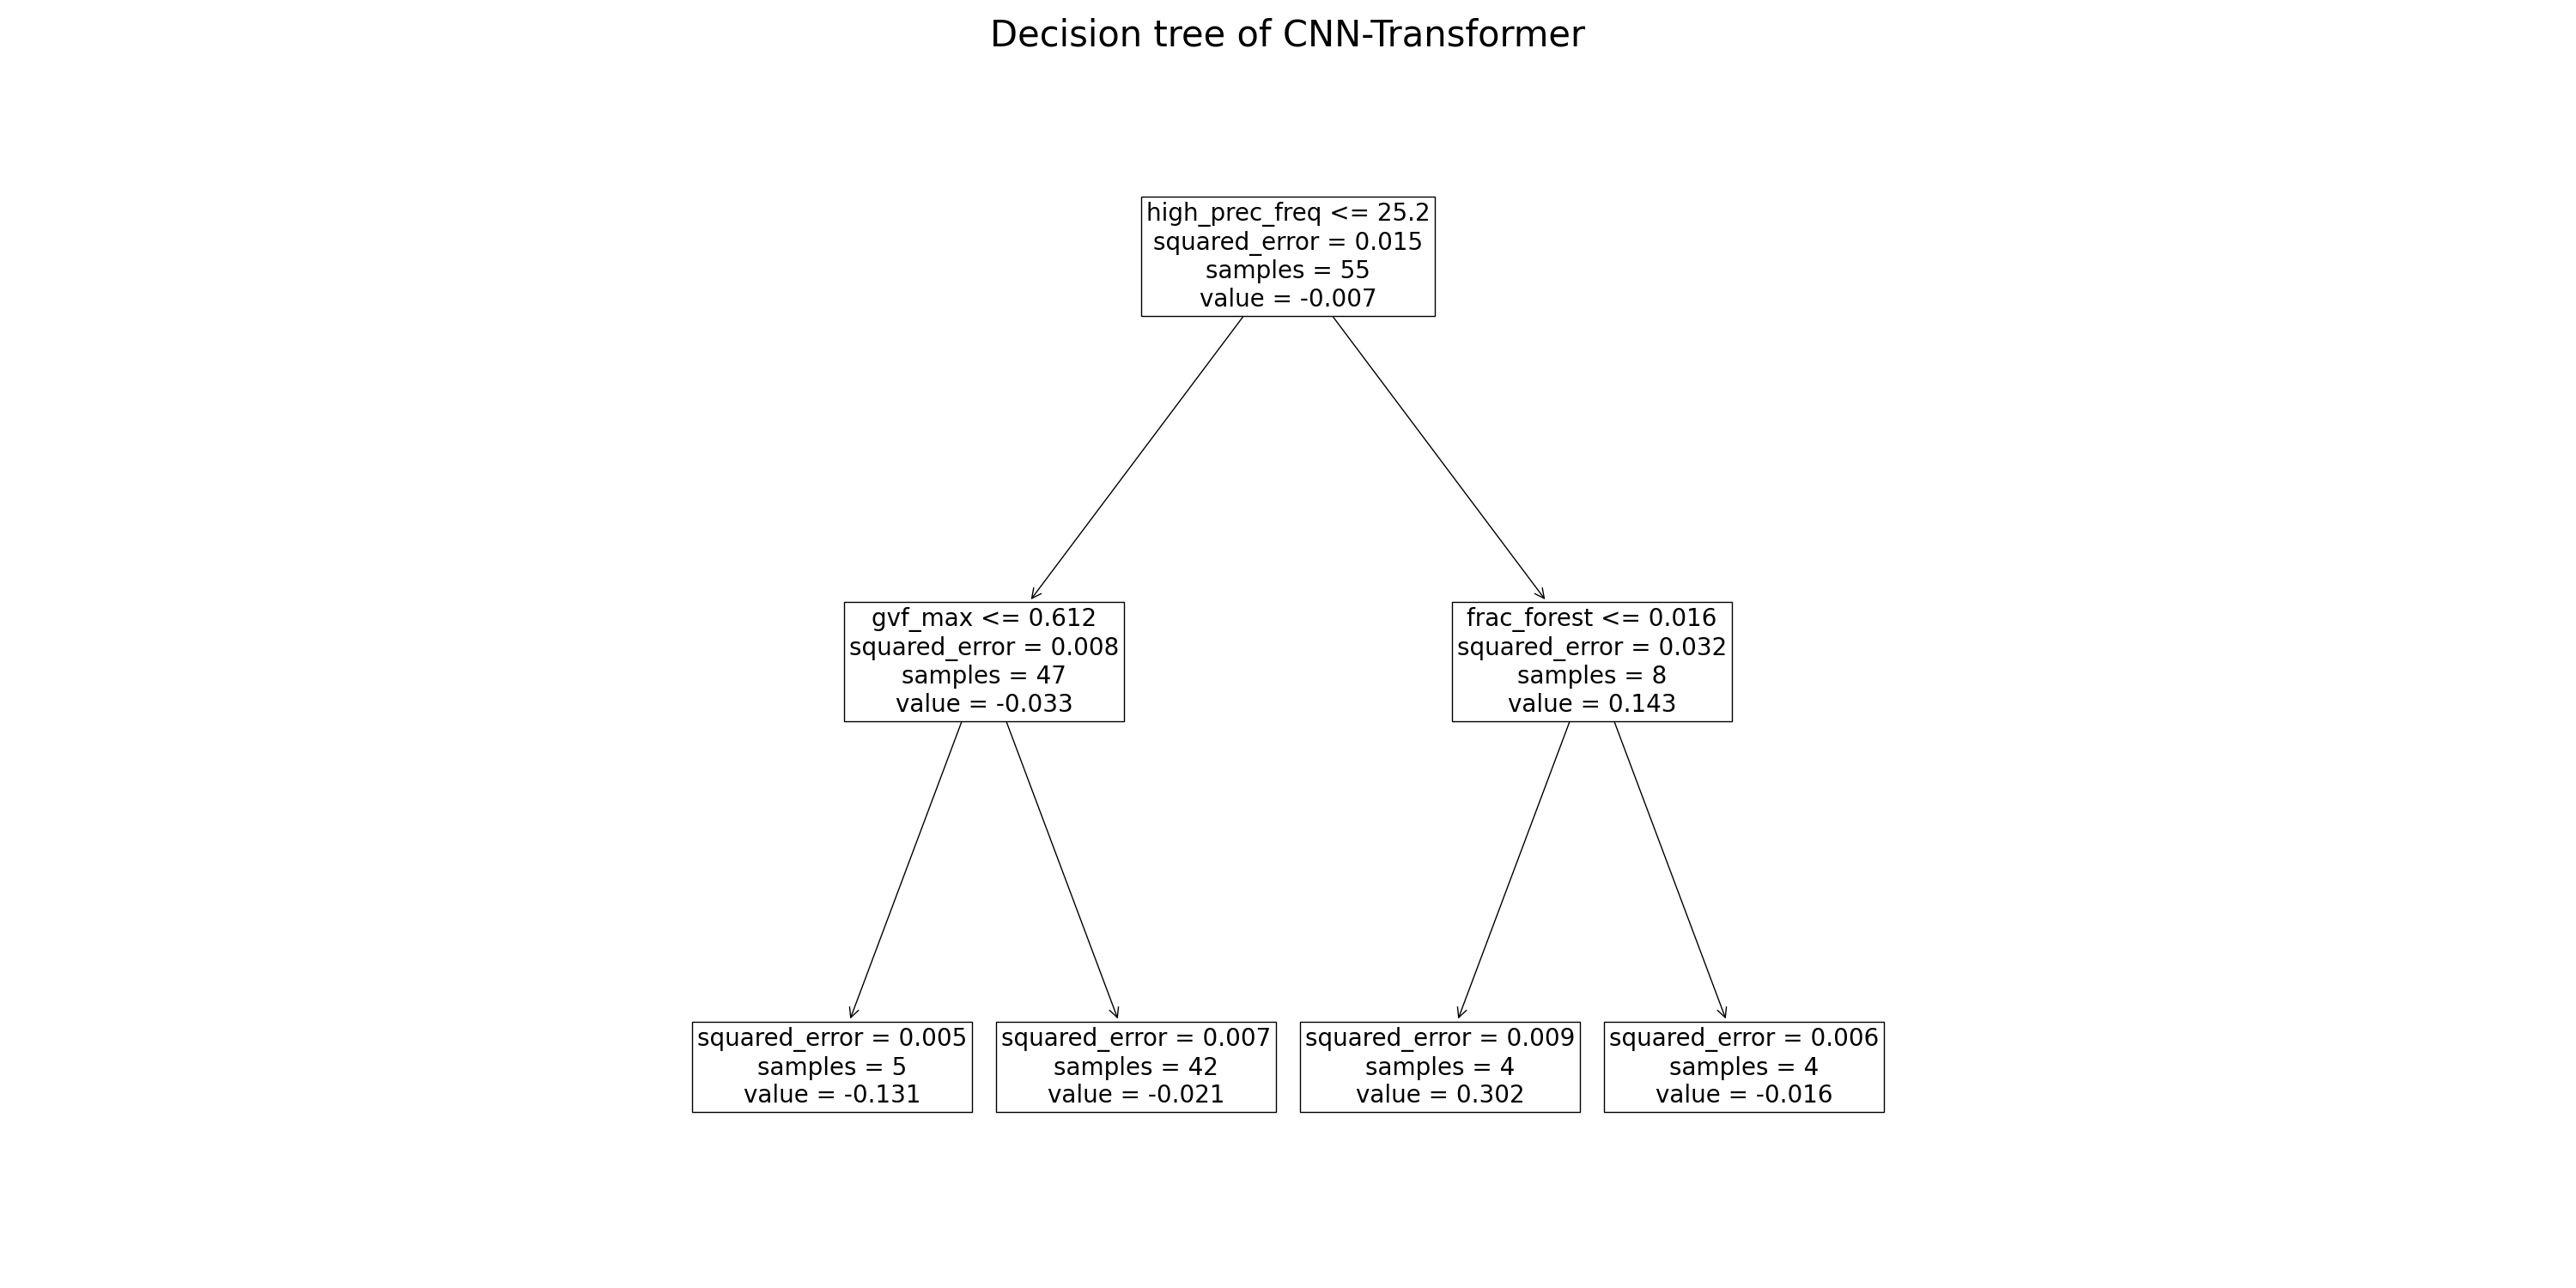 Decision tree of CNN-Transformer
high_prec_freq <= 25.2
squared_error = 0.015
samples = 55
value = -0.007
gvf_max <= 0.612
squared_error = 0.008
samples = 47
value = -0.033
frac_forest <= 0.016
squared_error = 0.032
samples = 8
value = 0.143
squared_error = 0.005
samples = 5
value = -0.131
squared_error = 0.007
samples = 42
value = -0.021
squared_error = 0.009
samples = 4
value = 0.302
squared_error = 0.006
samples = 4
value = -0.016